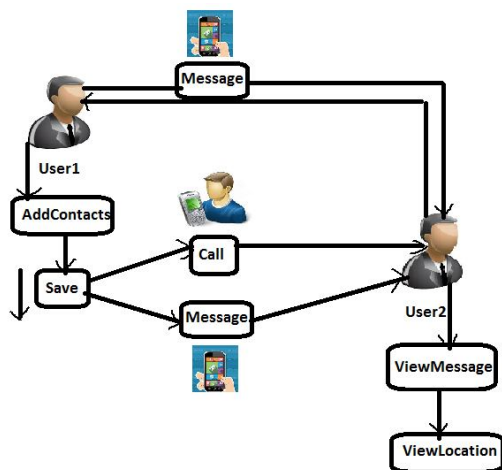 Message
User1
AddContacts
Call
Save
Message
User2
ViewMessage
ViewLocation